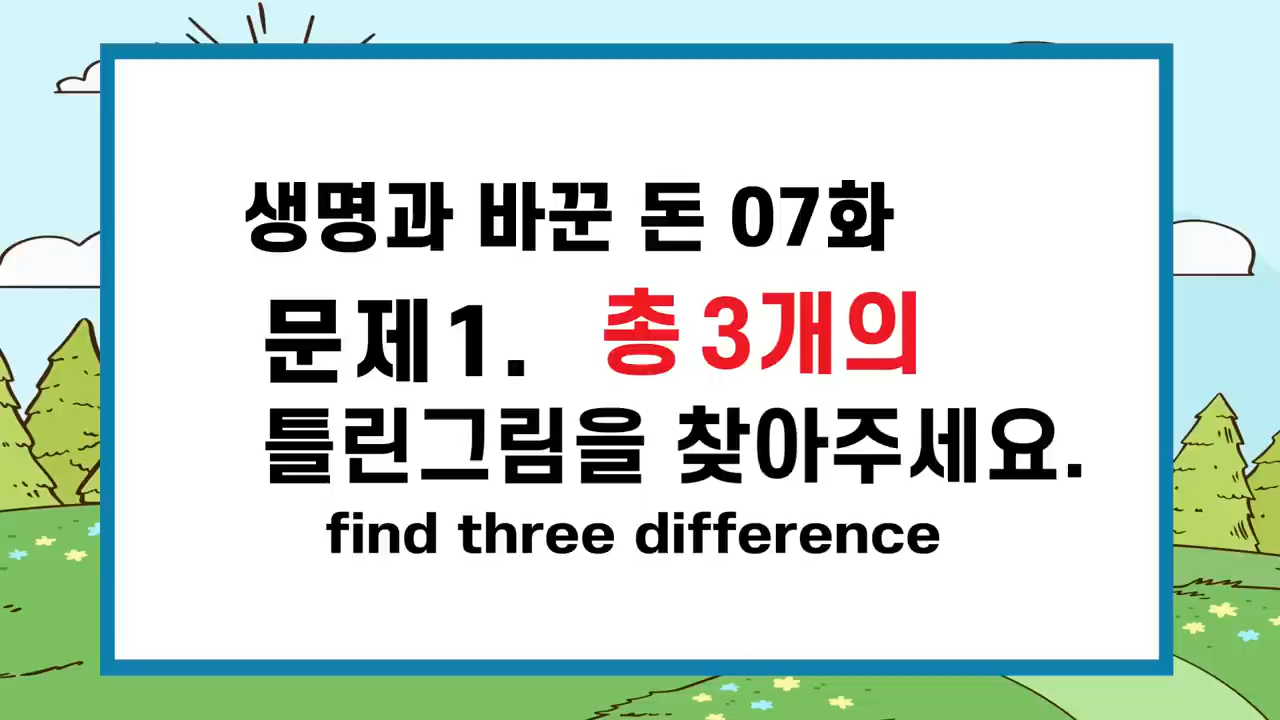 생명과 바꾼 돈 07화
문제1. 총 3개의
틀린그림을 찾아주세요.
find three difference